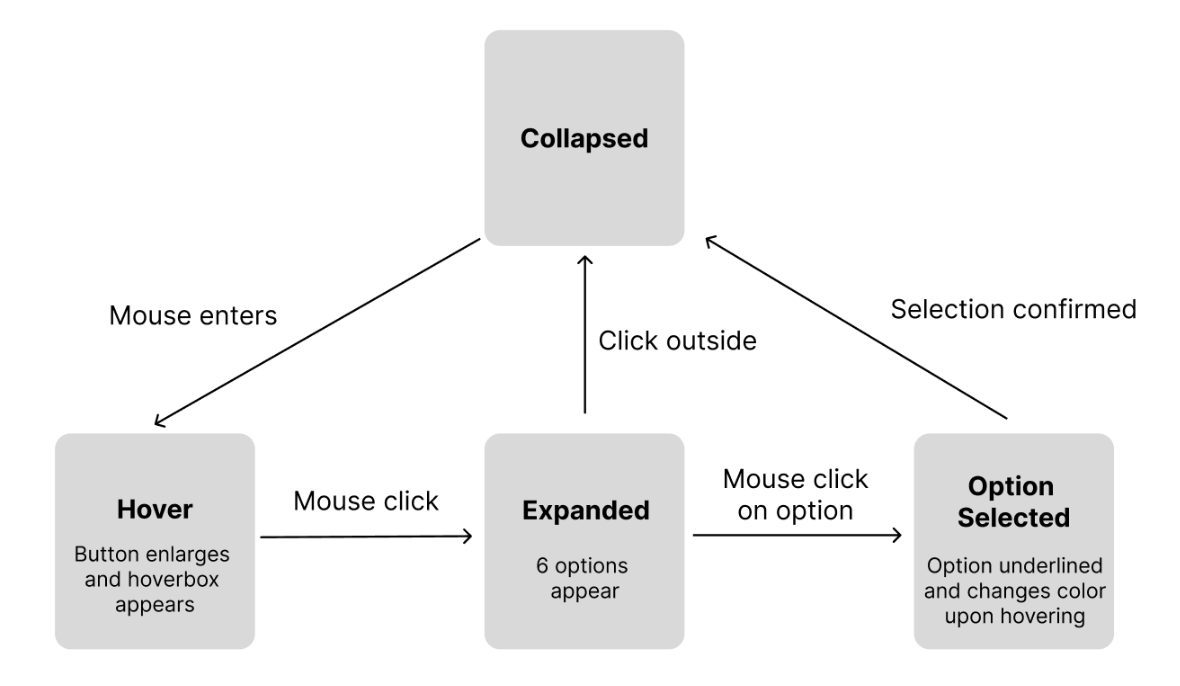 Collapsed
Mouse enters
Click outside
Selection confirmed
Hover
Button enlarges
and hoverbox
appears
Mouse click
Expanded
6 options
appear
Mouse click
on option
Option
Selected
Option underlined
and changes color
upon hovering